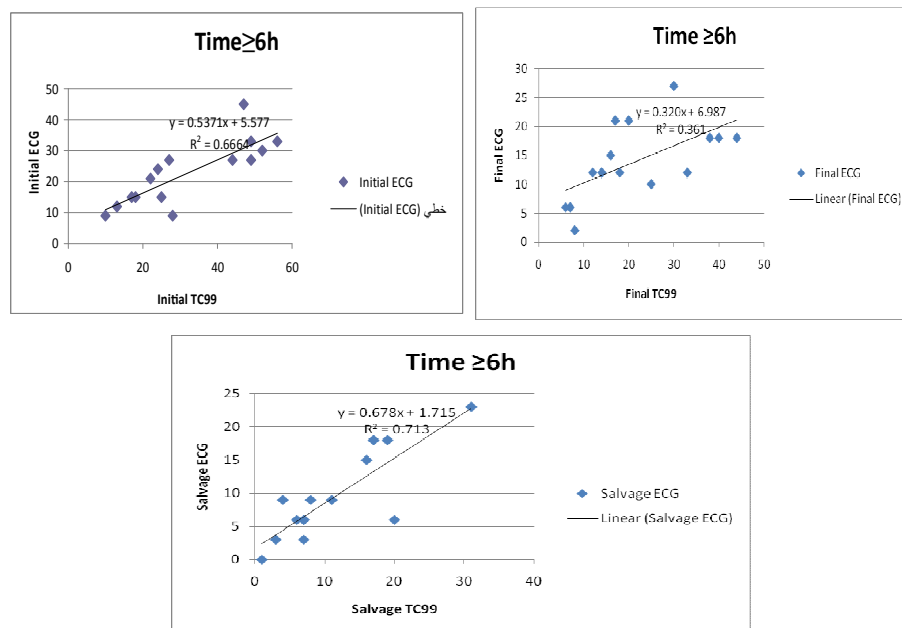 Time≥6h
50
40
30
20
10
0
Initial ECG
y = 0.5371x + 5.577
R² = 0.6664
0 20 40 60
Initial TC99
Initial ECG
خطي (Initial ECG)
Time ≥6h
30
25
20
15
10
5
0
Final ECG
y = 0.320x + 6.987
R² = 0.361
0 10 20 30 40 50
Final TC99
Final ECG
Linear (Final ECG)
Time ≥6h
25
20
15
10
5
0
Salvage ECG
y = 0.678x + 1.715
R² = 0.713
0 10 20 30 40
Salvage TC99
Salvage ECG
Linear (Salvage ECG)